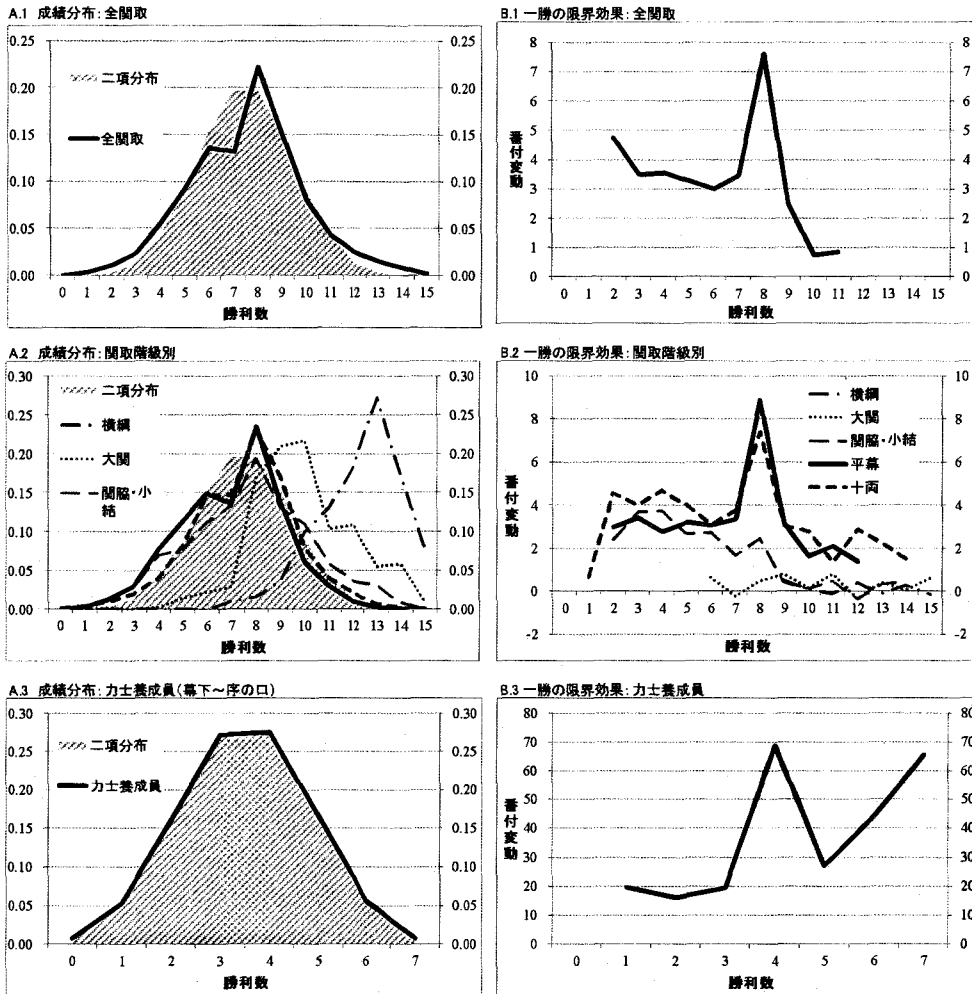 A.1 成績分布:全関取
0.25
0.20
0.15
0.10
0.05
0.00
0.25
0.20
0.15
0.10
0.05
0.00
二項分布
全関取
0 1 2 3 4 5 6 7 8 9 10 11 12 13 14 15
勝利数
B.1 一勝の限界効果:全関取
8
7
6
5
4
3
2
1
0
8
7
6
5
4
3
2
1
0
番付変動
0 1 2 3 4 5 6 7 8 9 10 11 12 13 14 15
勝利数
A.2 成績分布:関取階級別
0.30
0.25
0.20
0.15
0.10
0.05
0.00
0.30
0.25
0.20
0.15
0.10
0.05
0.00
二項分布
横綱
大関
関脇・小
結
0 1 2 3 4 5 6 7 8 9 10 11 12 13 14 15
勝利数
B.2 一勝の限界効果:関取階級別
10
8
6
4
2
0
-2
10
8
6
4
2
0
-2
番付変動
横綱
大関
関脇・小結
平幕
十両
0 1 2 3 4 5 6 7 8 9 10 11 12 13 14 15
勝利数
A.3 成績分布:力士養成員(幕下~序の口)
0.30
0.25
0.20
0.15
0.10
0.05
0.00
0.30
0.25
0.20
0.15
0.10
0.05
0.00
二項分布
力士養成員
0 1 2 3 4 5 6 7
勝利数
B.3 一勝の限界効果:力士養成員
80
70
60
50
40
30
20
10
0
80
70
60
50
40
30
20
10
0
番付変動
0 1 2 3 4 5 6 7
勝利数